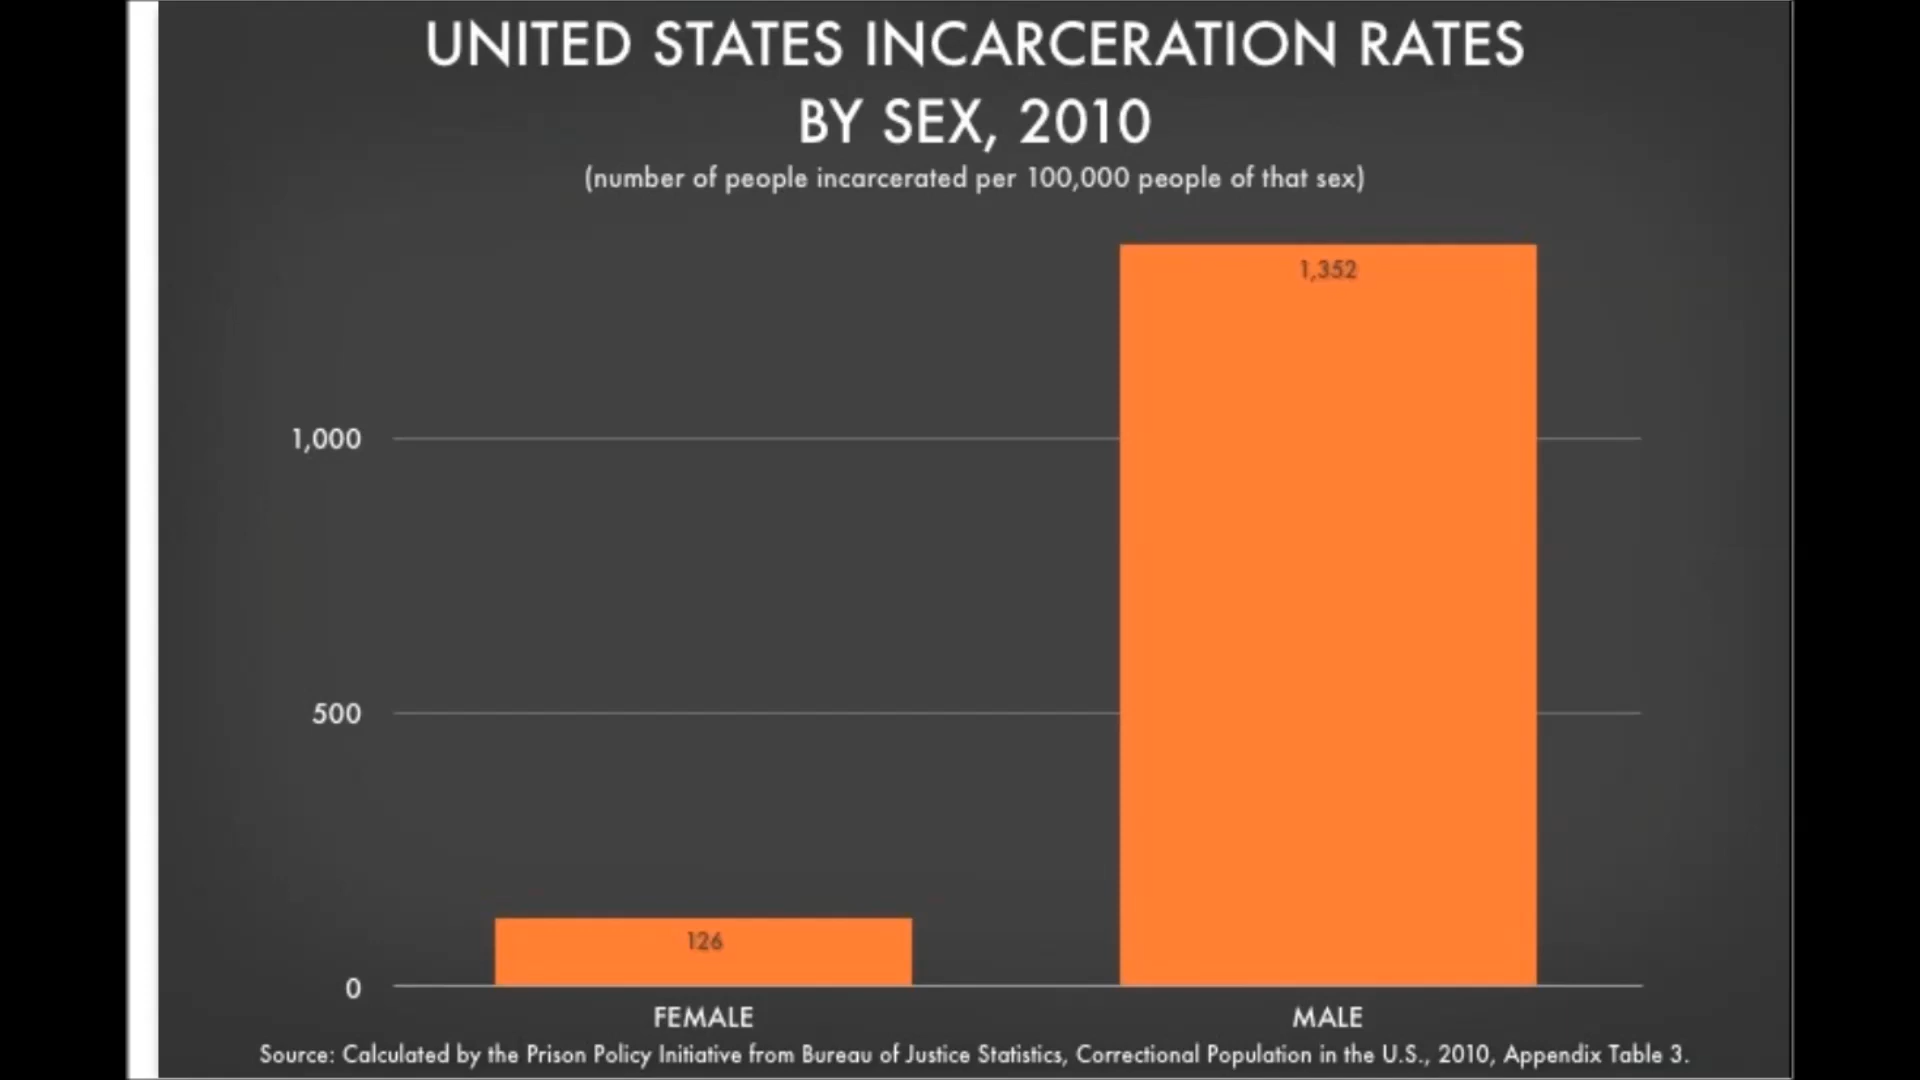 UNITED STATES INCARCERATION RATES
BY SEX, 2010
(number of people incarcerated per 100,000 people of that sex)
1,352
1,000
500
126
0
FEMALE
MALE
Source: Calculated by the Prison Policy Initiative from Bureau of Justice Statistics, Correctional Population in the U.S., 2010, Appendix Table 3.